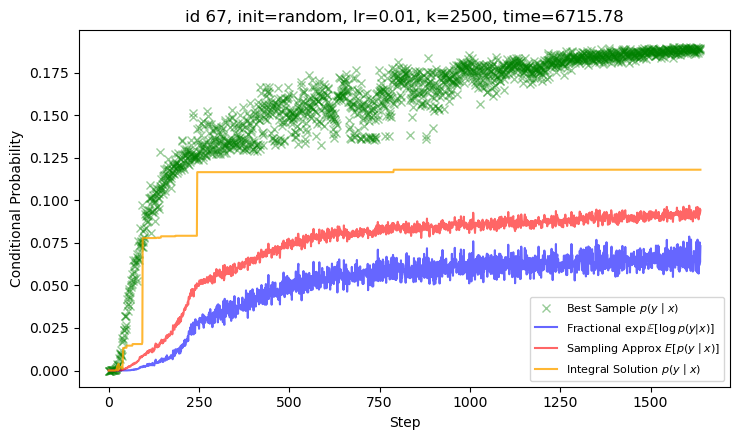 id 67, init=random, lr=0.01, k=2500, time=6715.78
Conditional Probability
0.175
0.150
0.125
0.100
0.075
0.050
0.025
0.000
0
250
500
750
1000
1250
1500
Step
Best Sample p(y | x)
Fractional exp𝔼[log p(y|x)]
Sampling Approx E[p(y | x)]
Integral Solution p(y | x)